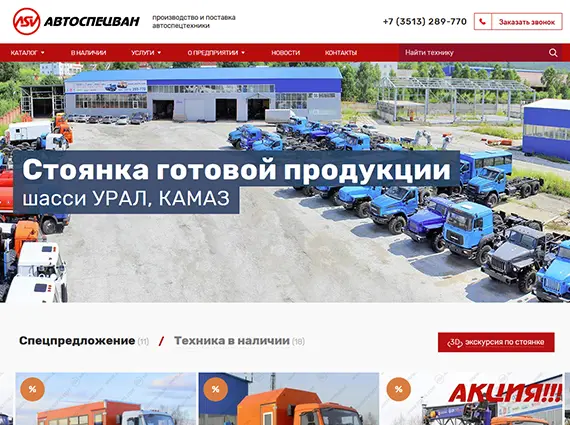 ASV АВТОСПЕЦВАН
производство и поставка
автоспецтехники
+7 (3513) 289-770
Заказать звонок
КАТАЛОГ В НАЛИЧИИ УСЛУГИ О ПРЕДПРИЯТИИ НОВОСТИ КОНТАКТЫ Найти технику
Стоянка готовой продукции
шасси УРАЛ, КАМАЗ
Спецпредложение (11) / Техника в наличии (18)
3D экскурсия по стоянке
% % АКЦИЯ!!!